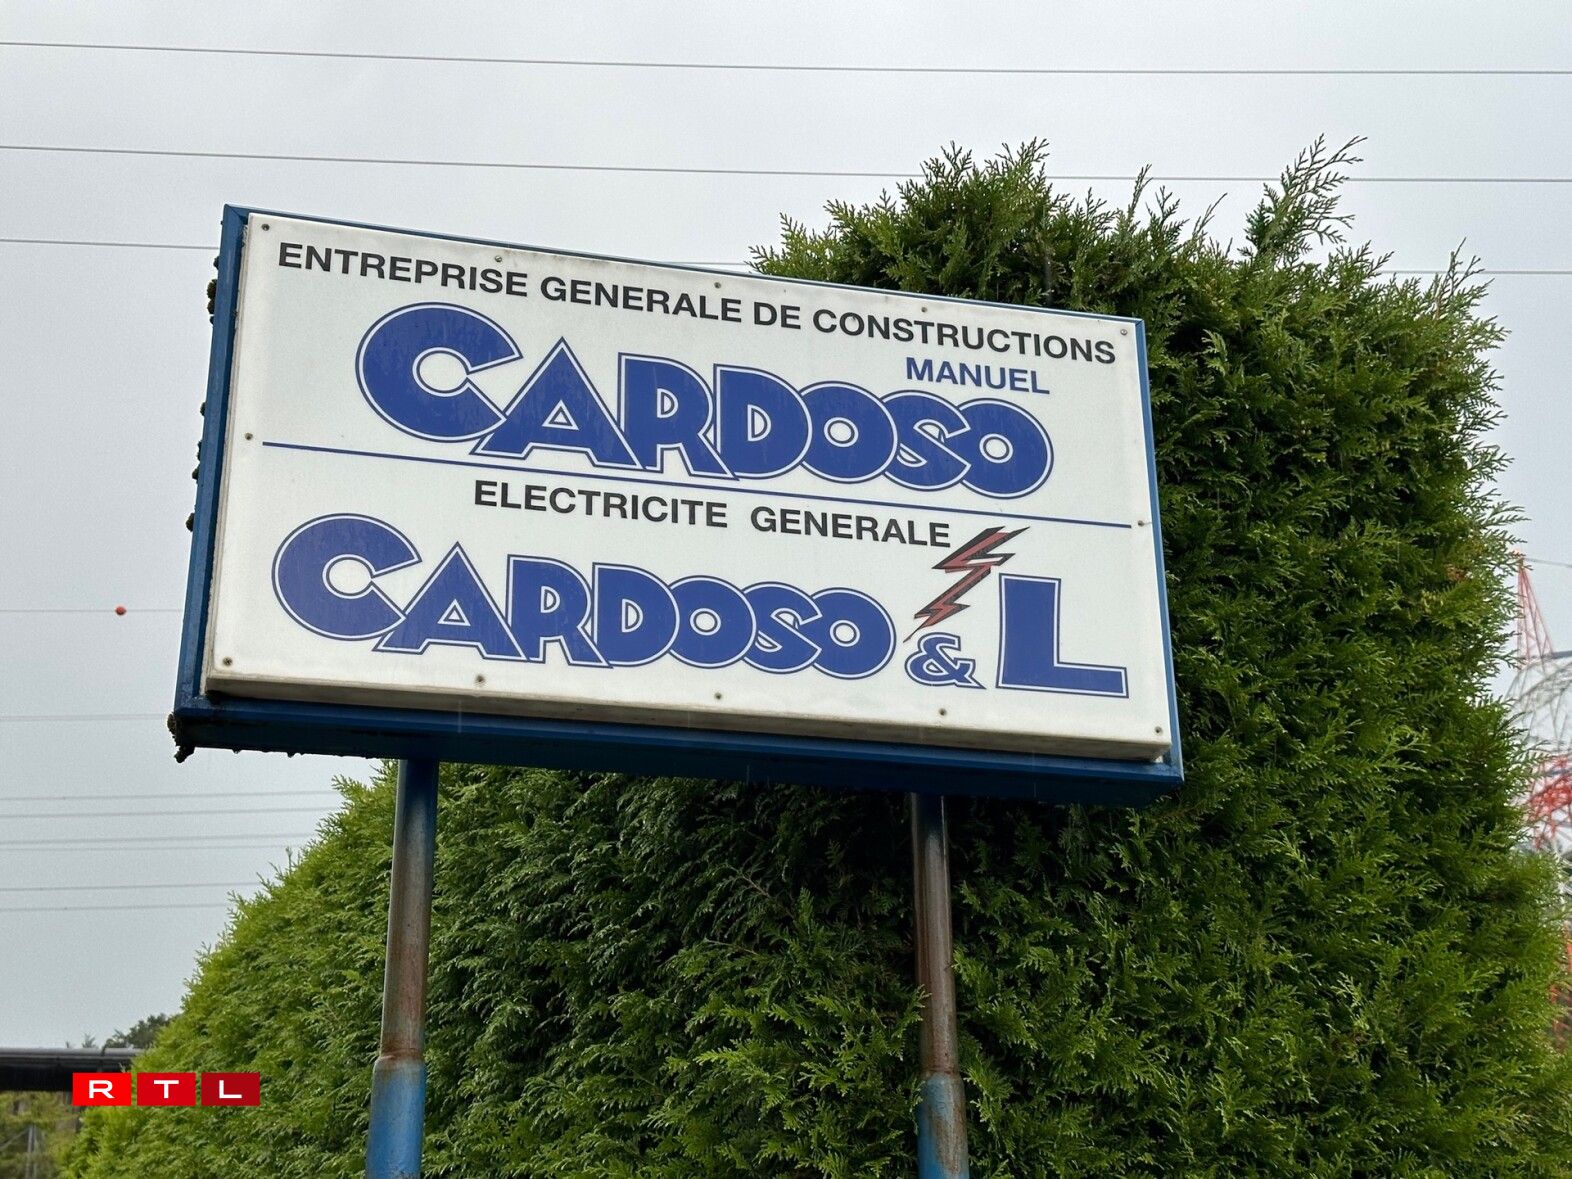 ENTREPRISE GENERALE DE CONSTRUCTIONS
MANUEL
CARDOSO
ELECTRICITE GENERALE
CARDOSO & L
RTL